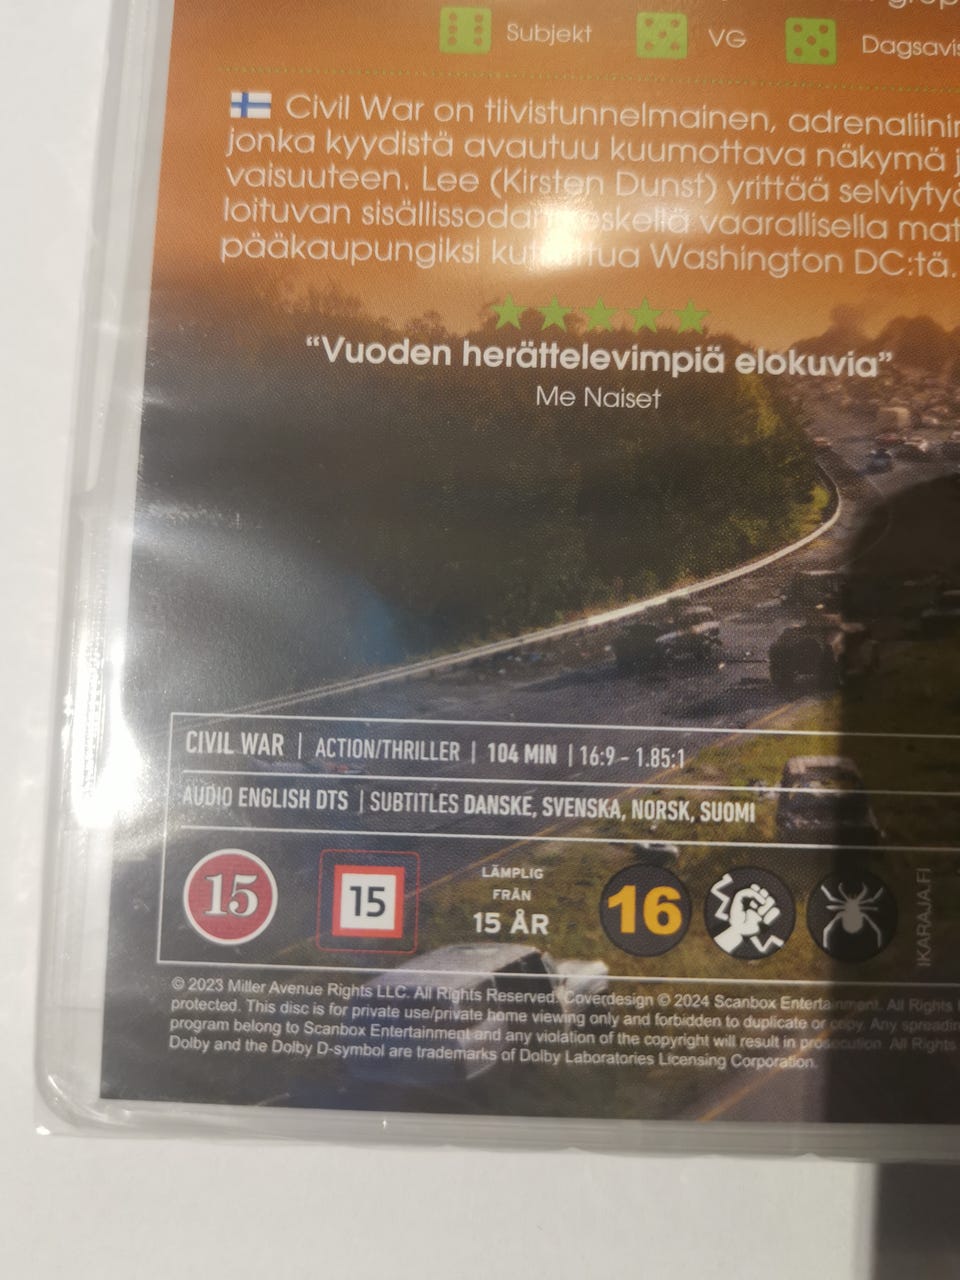 Subjekt VG Dagsavis
Civil War on tiivistunnelmainen, adrenaliinin
jonka kyydistä avautuu kuumottava näkymä j
vaisuuteen. Lee (Kirsten Dunst) yrittää selviytyä
loituvan sisällissodan keskellä vaarallisella mat
pääkaupungiksi kutsuttua Washington DC:tä.
“Vuoden herättelevimpiä elokuvia”
Me Naiset
CIVIL WAR | ACTION/THRILLER | 104 MIN | 16:9 – 1.85:1
AUDIO ENGLISH DTS | SUBTITLES DANSKE, SVENSKA, NORSK, SUOMI
15
15
LÄMPLIG
FRÅN
15 ÅR
16
IKARAJA.FI
© 2023 Miller Avenue Rights LLC. All Rights Reserved. Coverdesign © 2024 Scanbox Entertainment. All Rights
protected. This disc is for private use/private home viewing only and forbidden to duplicate or copy. Any spreadin
program belong to Scanbox Entertainment and any violation of the copyright will result in prosecution. All Rights
Dolby and the Dolby D-symbol are trademarks of Dolby Laboratories Licensing Corporation.